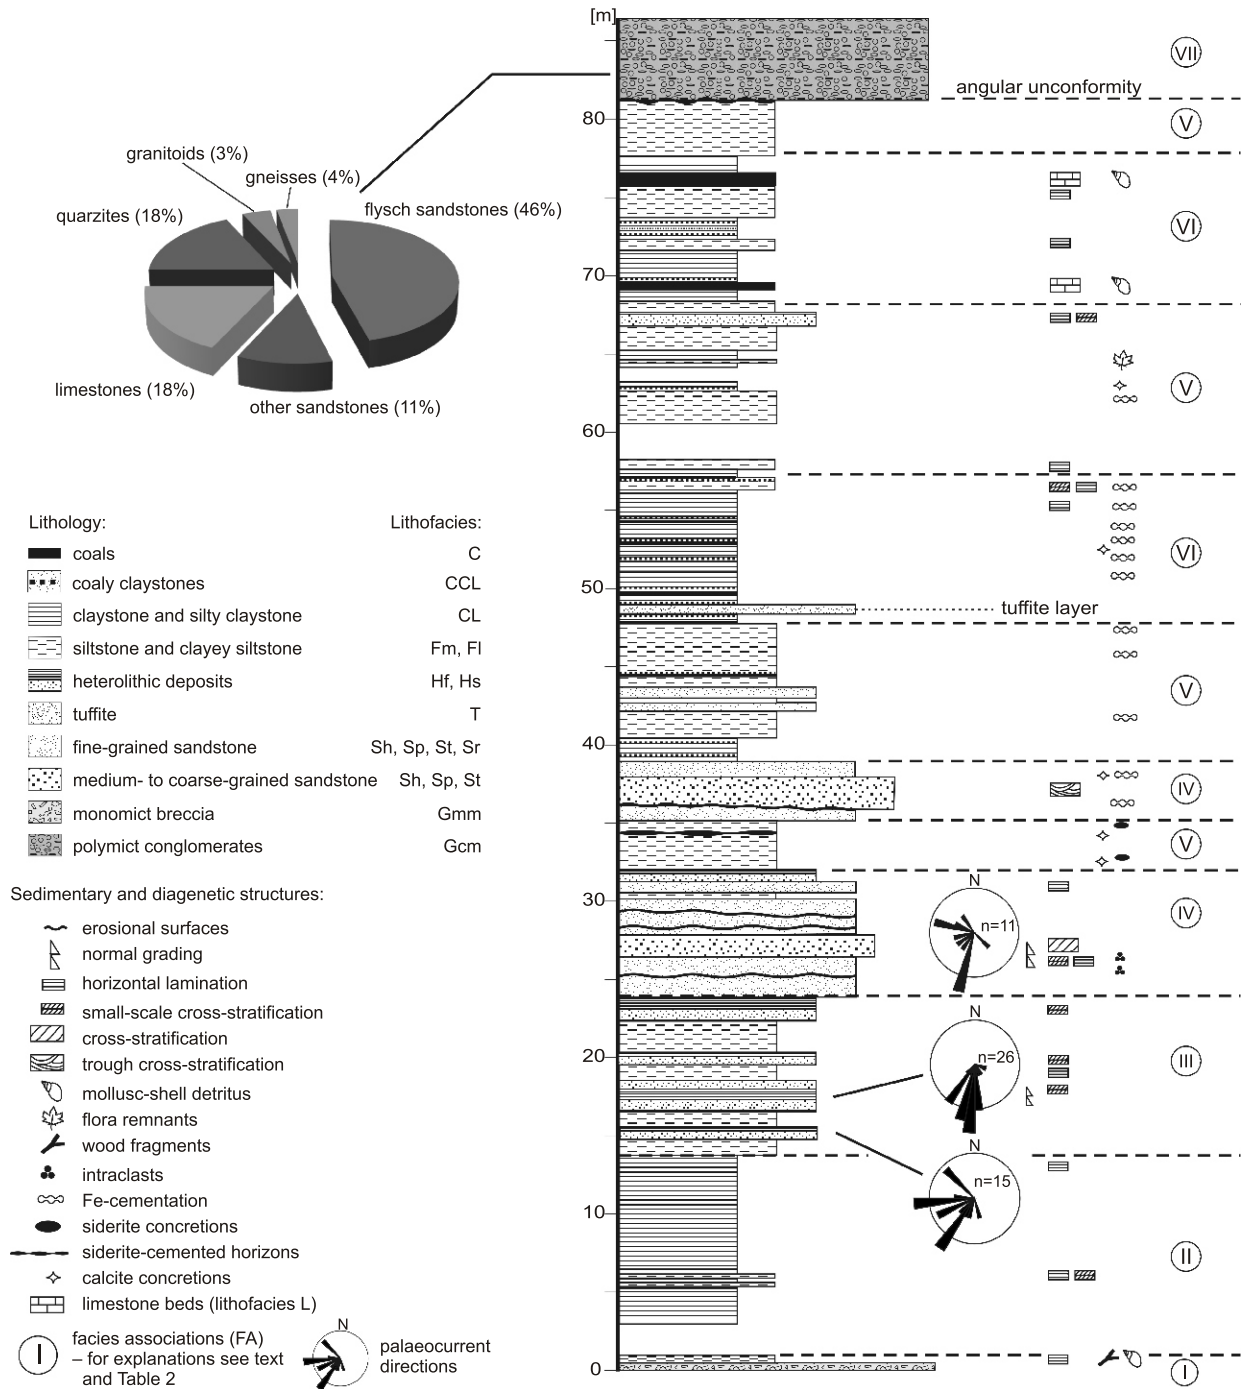 [m]
granitoids (3%)
gneisses (4%)
quarzites (18%)
flysch sandstones (46%)
limestones (18%)
other sandstones (11%)
Lithology: Lithofacies:
coals C
coaly claystones CCL
claystone and silty claystone CL
siltstone and clayey siltstone Fm, Fl
heterolithic deposits Hf, Hs
tuffite T
fine-grained sandstone Sh, Sp, St, Sr
medium- to coarse-grained sandstone Sh, Sp, St
monomict breccia Gmm
polymict conglomerates Gcm
Sedimentary and diagenetic structures:
erosional surfaces
normal grading
horizontal lamination
small-scale cross-stratification
cross-stratification
trough cross-stratification
mollusc-shell detritus
flora remnants
wood fragments
intraclasts
Fe-cementation
siderite concretions
siderite-cemented horizons
calcite concretions
limestone beds (lithofacies L)
I
facies associations (FA)
– for explanations see text
and Table 2
N
palaeocurrent
directions
80
70
60
50
40
30
20
10
0
VII
angular unconformity
V
VI
V
VI
tuffite layer
V
IV
V
IV
N
n=11
III
N
n=26
N
n=15
II
I